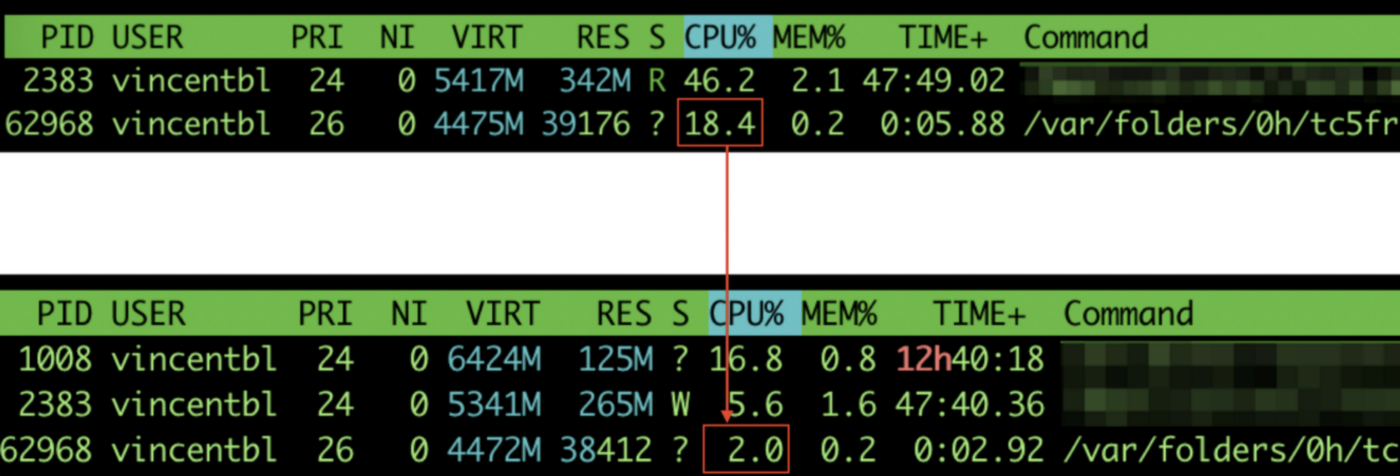 PID USER PRI NI VIRT RES S CPU% MEM% TIME+ Command
2383 vincentbl 24 0 5417M 342M R 46.2 2.1 47:49.02
62968 vincentbl 26 0 4475M 39176 ? 18.4 0.2 0:05.88 /var/folders/0h/tc5fr
PID USER PRI NI VIRT RES S CPU% MEM% TIME+ Command
1008 vincentbl 24 0 6424M 125M ? 16.8 0.8 12h40:18
2383 vincentbl 24 0 5341M 265M W 5.6 1.6 47:40.36
62968 vincentbl 26 0 4472M 38412 ? 2.0 0.2 0:02.92 /var/folders/0h/tc